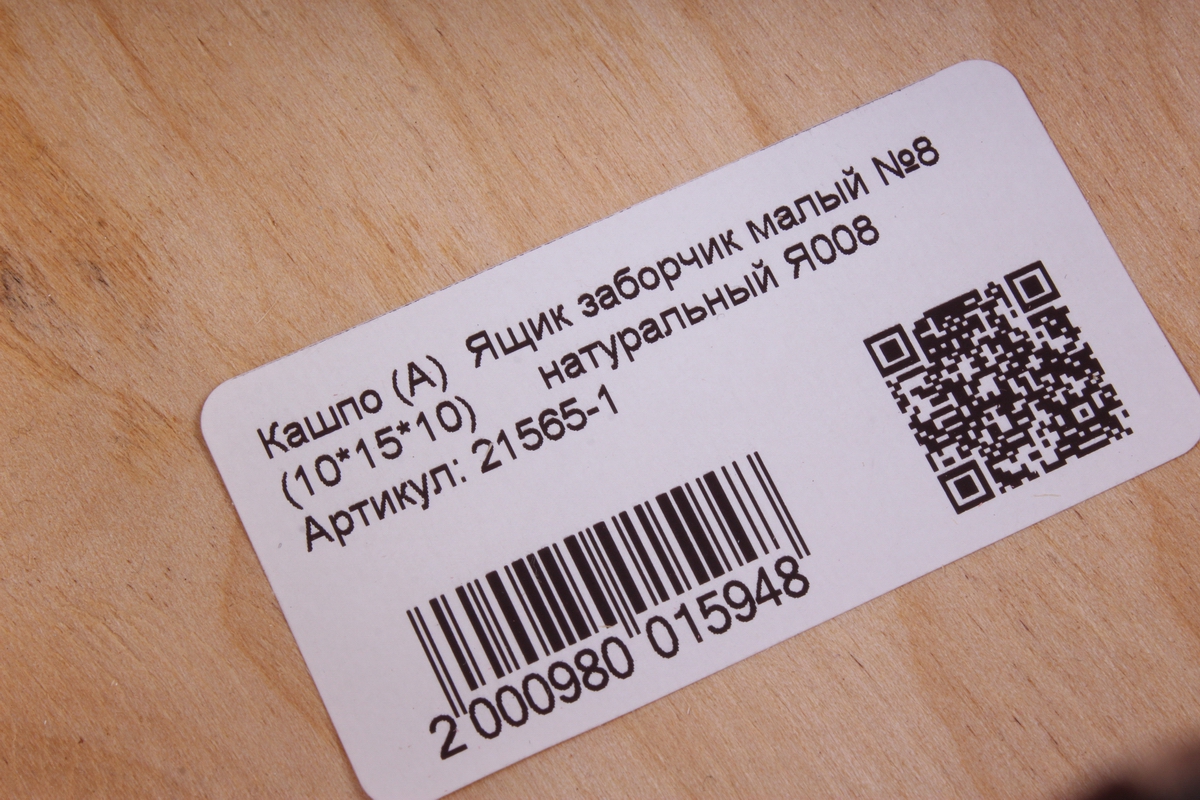 Кашпо (А) Ящик заборчик малый №8
(10*15*10) натуральный Я008
Артикул: 21565-1
2 000980 015948